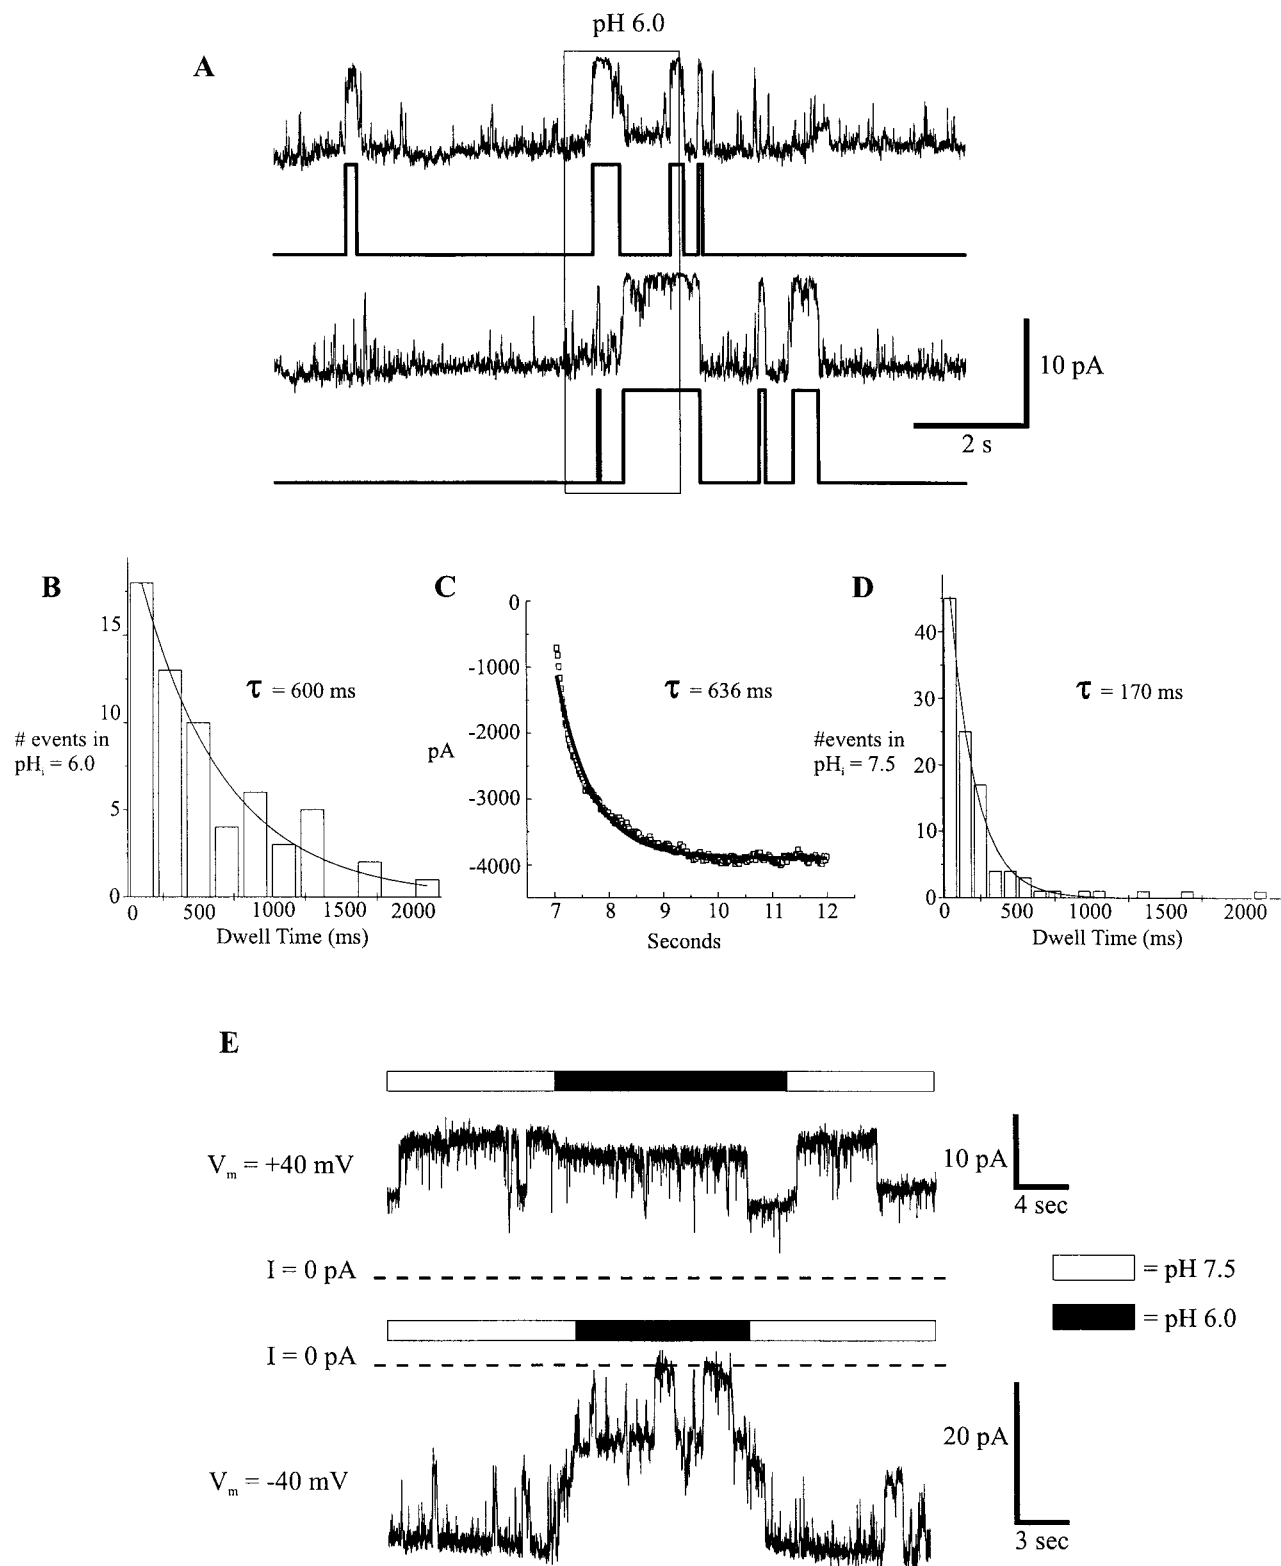 pH 6.0
A
10 pA
2 s
B
15
10
5
0
# events in
pHi = 6.0
τ = 600 ms
0 500 1000 1500 2000
Dwell Time (ms)
C
0
-1000
-2000
-3000
-4000
pA
τ = 636 ms
7 8 9 10 11 12
Seconds
D
40
30
20
10
0
#events in
pHi = 7.5
τ = 170 ms
0 500 1000 1500 2000
Dwell Time (ms)
E
Vm = +40 mV
10 pA
4 sec
I = 0 pA
= pH 7.5
= pH 6.0
I = 0 pA
20 pA
Vm = -40 mV
3 sec